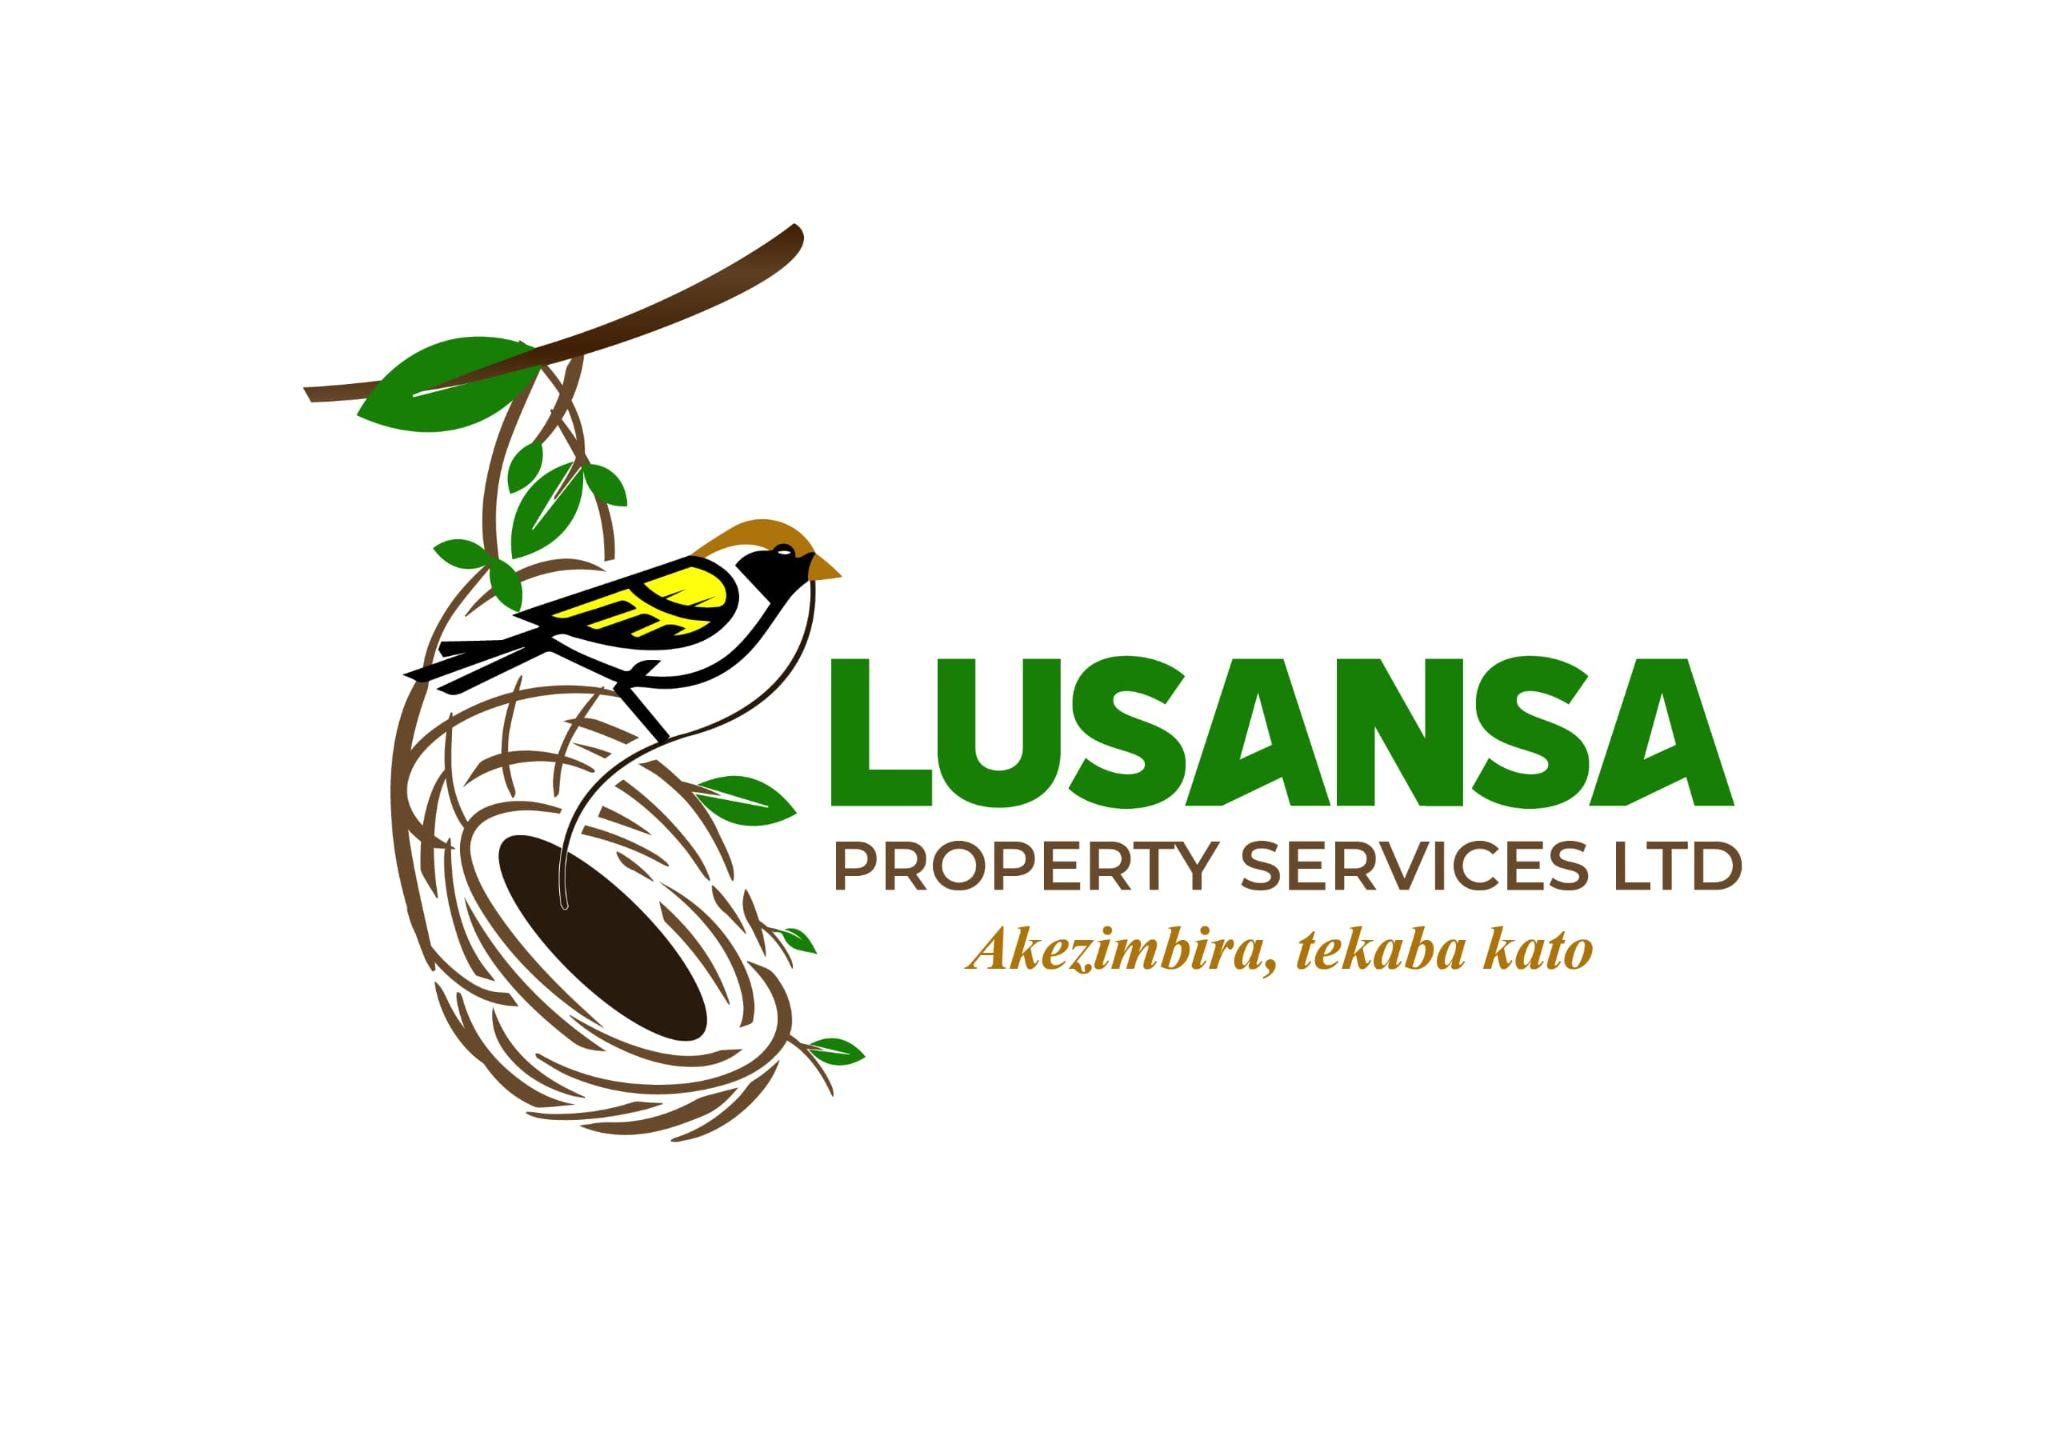 LUSANSA
PROPERTY SERVICES LTD
Akezimbira, tekaba kato